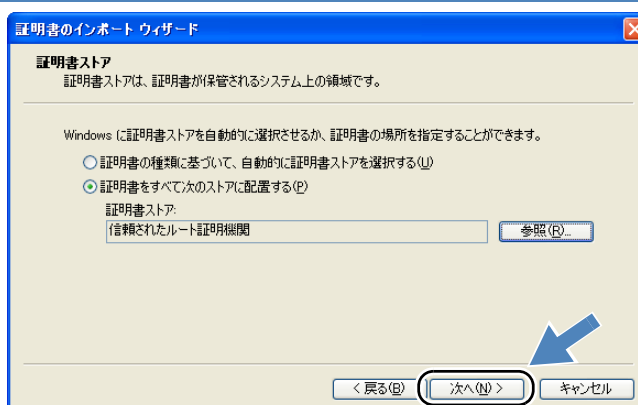 証明書のインポート ウィザード
証明書ストア
証明書ストアは、証明書が保管されるシステム上の領域です。
Windows に証明書ストアを自動的に選択させるか、証明書の場所を指定することができます。
証明書の種類に基づいて、自動的に証明書ストアを選択する(U)
証明書をすべて次のストアに配置する(P)
証明書ストア:
信頼されたルート証明機関
参照(R)...
< 戻る(B)
次へ(N) >
キャンセル